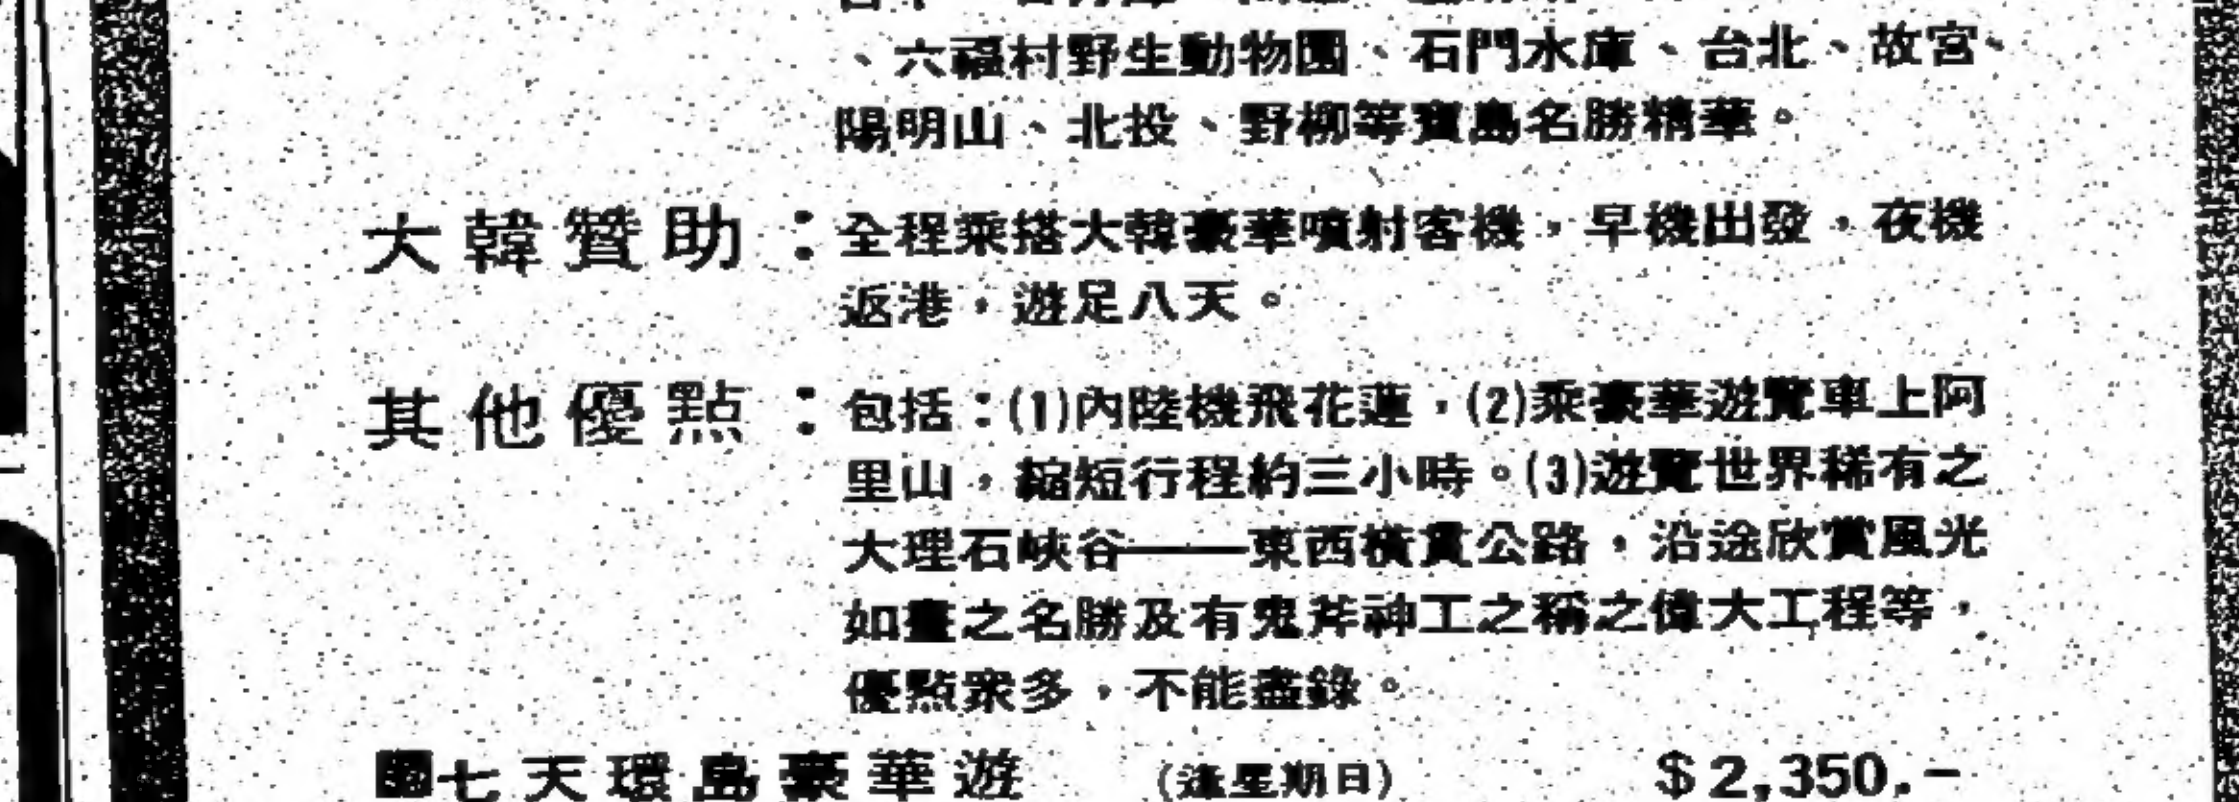 、六福村野生動物園、石門水庫、台北、故宮、
陽明山、北投、野柳等寶島名勝精華。
大韓贊助：全程乘搭大韓豪華噴射客機，早機出發，夜機
返港，遊足八天。
其他優點：包括：(1)內陸機飛花蓮，(2)乘豪華遊覽車上阿
里山，縮短行程約三小時。(3)遊覽世界稀有之
大理石峽谷——東西橫貫公路，沿途欣賞風光
如畫之名勝及有鬼斧神工之稱之偉大工程等，
優點衆多，不能盡錄。
七天環島豪華遊 (逢星期日) $2,350.-